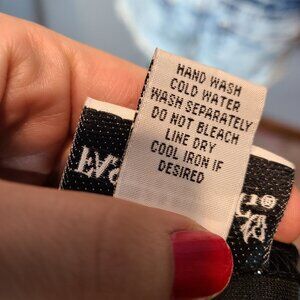 HAND WASH
COLD WATER
WASH SEPARATELY
DO NOT BLEACH
LINE DRY
COOL IRON IF
DESIRED